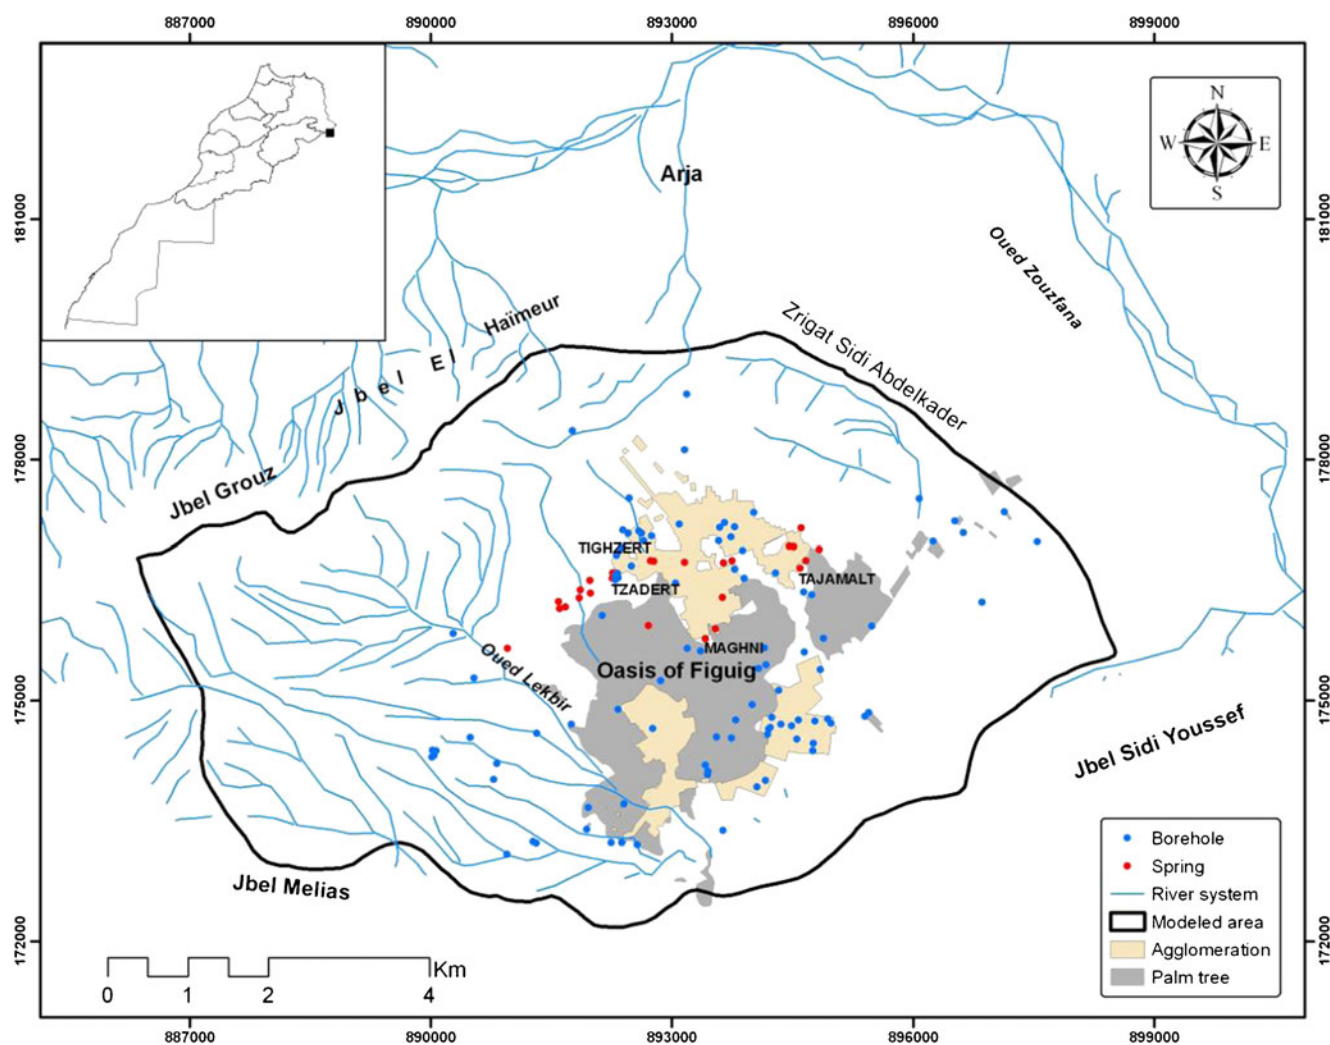 887000
890000
893000
896000
899000
N
W
E
S
Arja
181000
181000
Oued Zouzfana
Haïmeur
Jbel El
Zrigat Sidi Abdelkader
178000
178000
Jbel Grouz
TIGHZERT
TZADERT
TAJAMALT
MAGHNI
Oasis of Figuig
Oued Lekbir
175000
175000
Jbel Sidi Youssef
Jbel Melias
Borehole
Spring
River system
Modeled area
Agglomeration
Palm tree
172000
172000
Km
0
1
2
4
887000
890000
893000
896000
899000